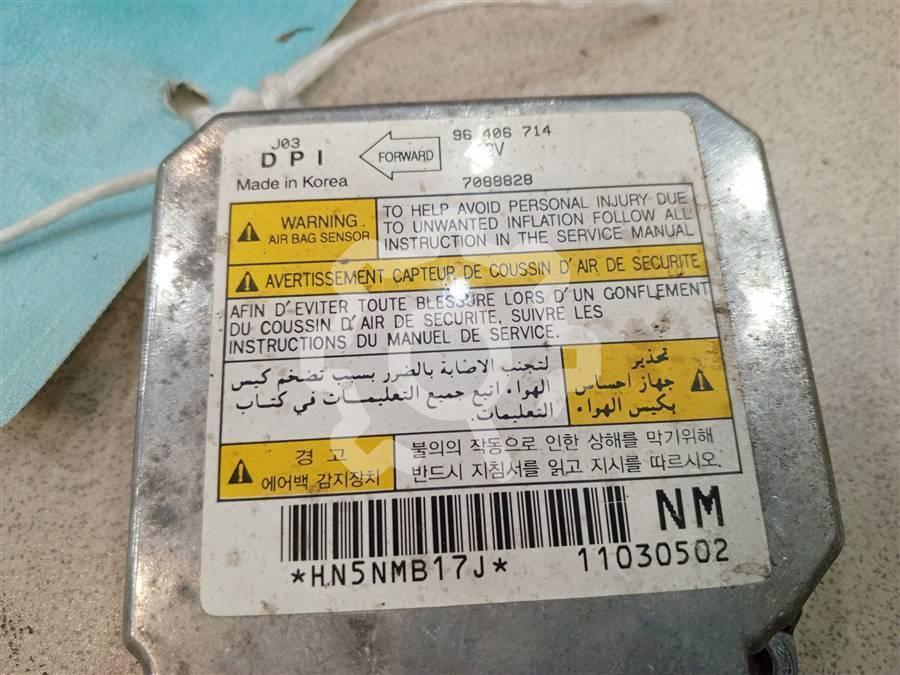 J03
DPI
FORWARD
96 406 714
Made in Korea
7088828
WARNING
AIR BAG SENSOR
TO HELP AVOID PERSONAL INJURY DUE
TO UNWANTED INFLATION FOLLOW ALL
INSTRUCTION IN THE SERVICE MANUAL
AVERTISSEMENT CAPTEUR DE COUSSIN D'AIR DE SECURITE
AFIN D'EVITER TOUTE BLESSURE LORS D'UN GONFLEMENT
DU COUSSIN D'AIR DE SECURITE, SUIVRE LES
INSTRUCTIONS DU MANUEL DE SERVICE.
لتجنب الاصابة بالضرر بسبب تضخم كيس
الهواء اتبع جميع التعليمات في كتاب
التعليمات.
تحذير
جهاز احساس
بكيس الهواء
경 고
에어백 감지장치
불의의 작동으로 인한 상해를 막기위해
반드시 지침서를 읽고 지시를 따르시오.
NM
*HN5NMB17J*
11030502